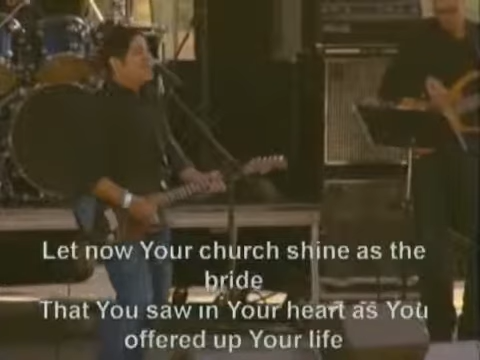 Let now Your church shine as the
bride
That You saw in Your heart as You
offered up Your life